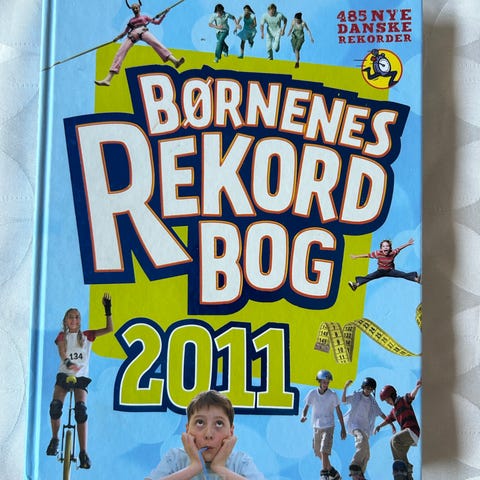 485 NYE
DANSKE
REKORDER
BØRNENES
REKORD
BOG
2011
134